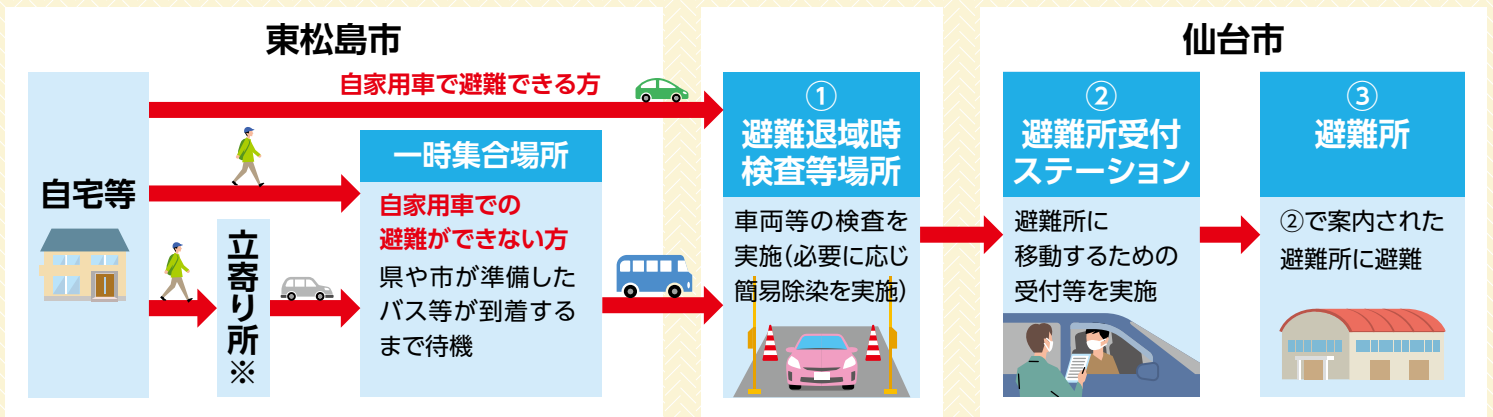 東松島市
自宅等
自家用車で避難できる方
立寄り所※
一時集合場所
自家用車での
避難ができない方
県や市が準備した
バス等が到着する
まで待機
①
避難退域時
検査等場所
車両等の検査を
実施(必要に応じ
簡易除染を実施)
仙台市
②
避難所受付
ステーション
避難所に
移動するための
受付等を実施
③
避難所
②で案内された
避難所に避難